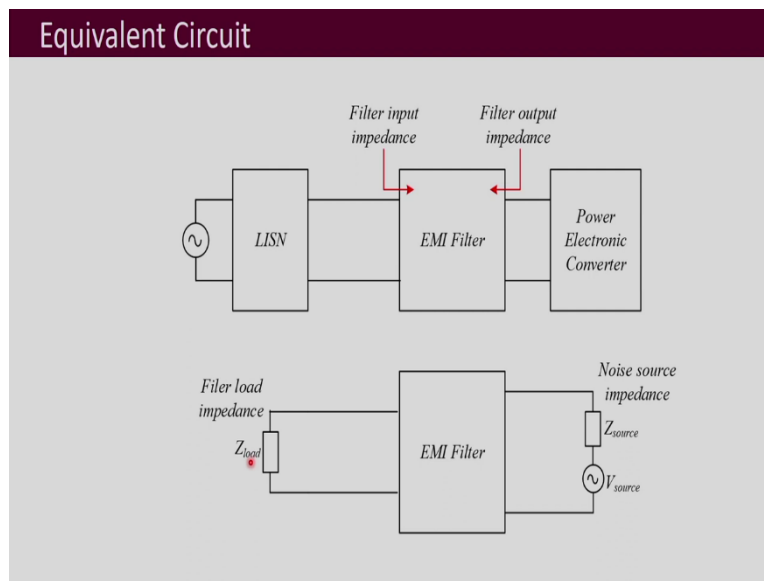 Equivalent Circuit
Filter input
impedance
Filter output
impedance
LISN
EMI Filter
Power
Electronic
Converter
Filer load
impedance
Zload
EMI Filter
Noise source
impedance
Zsource
Vsource